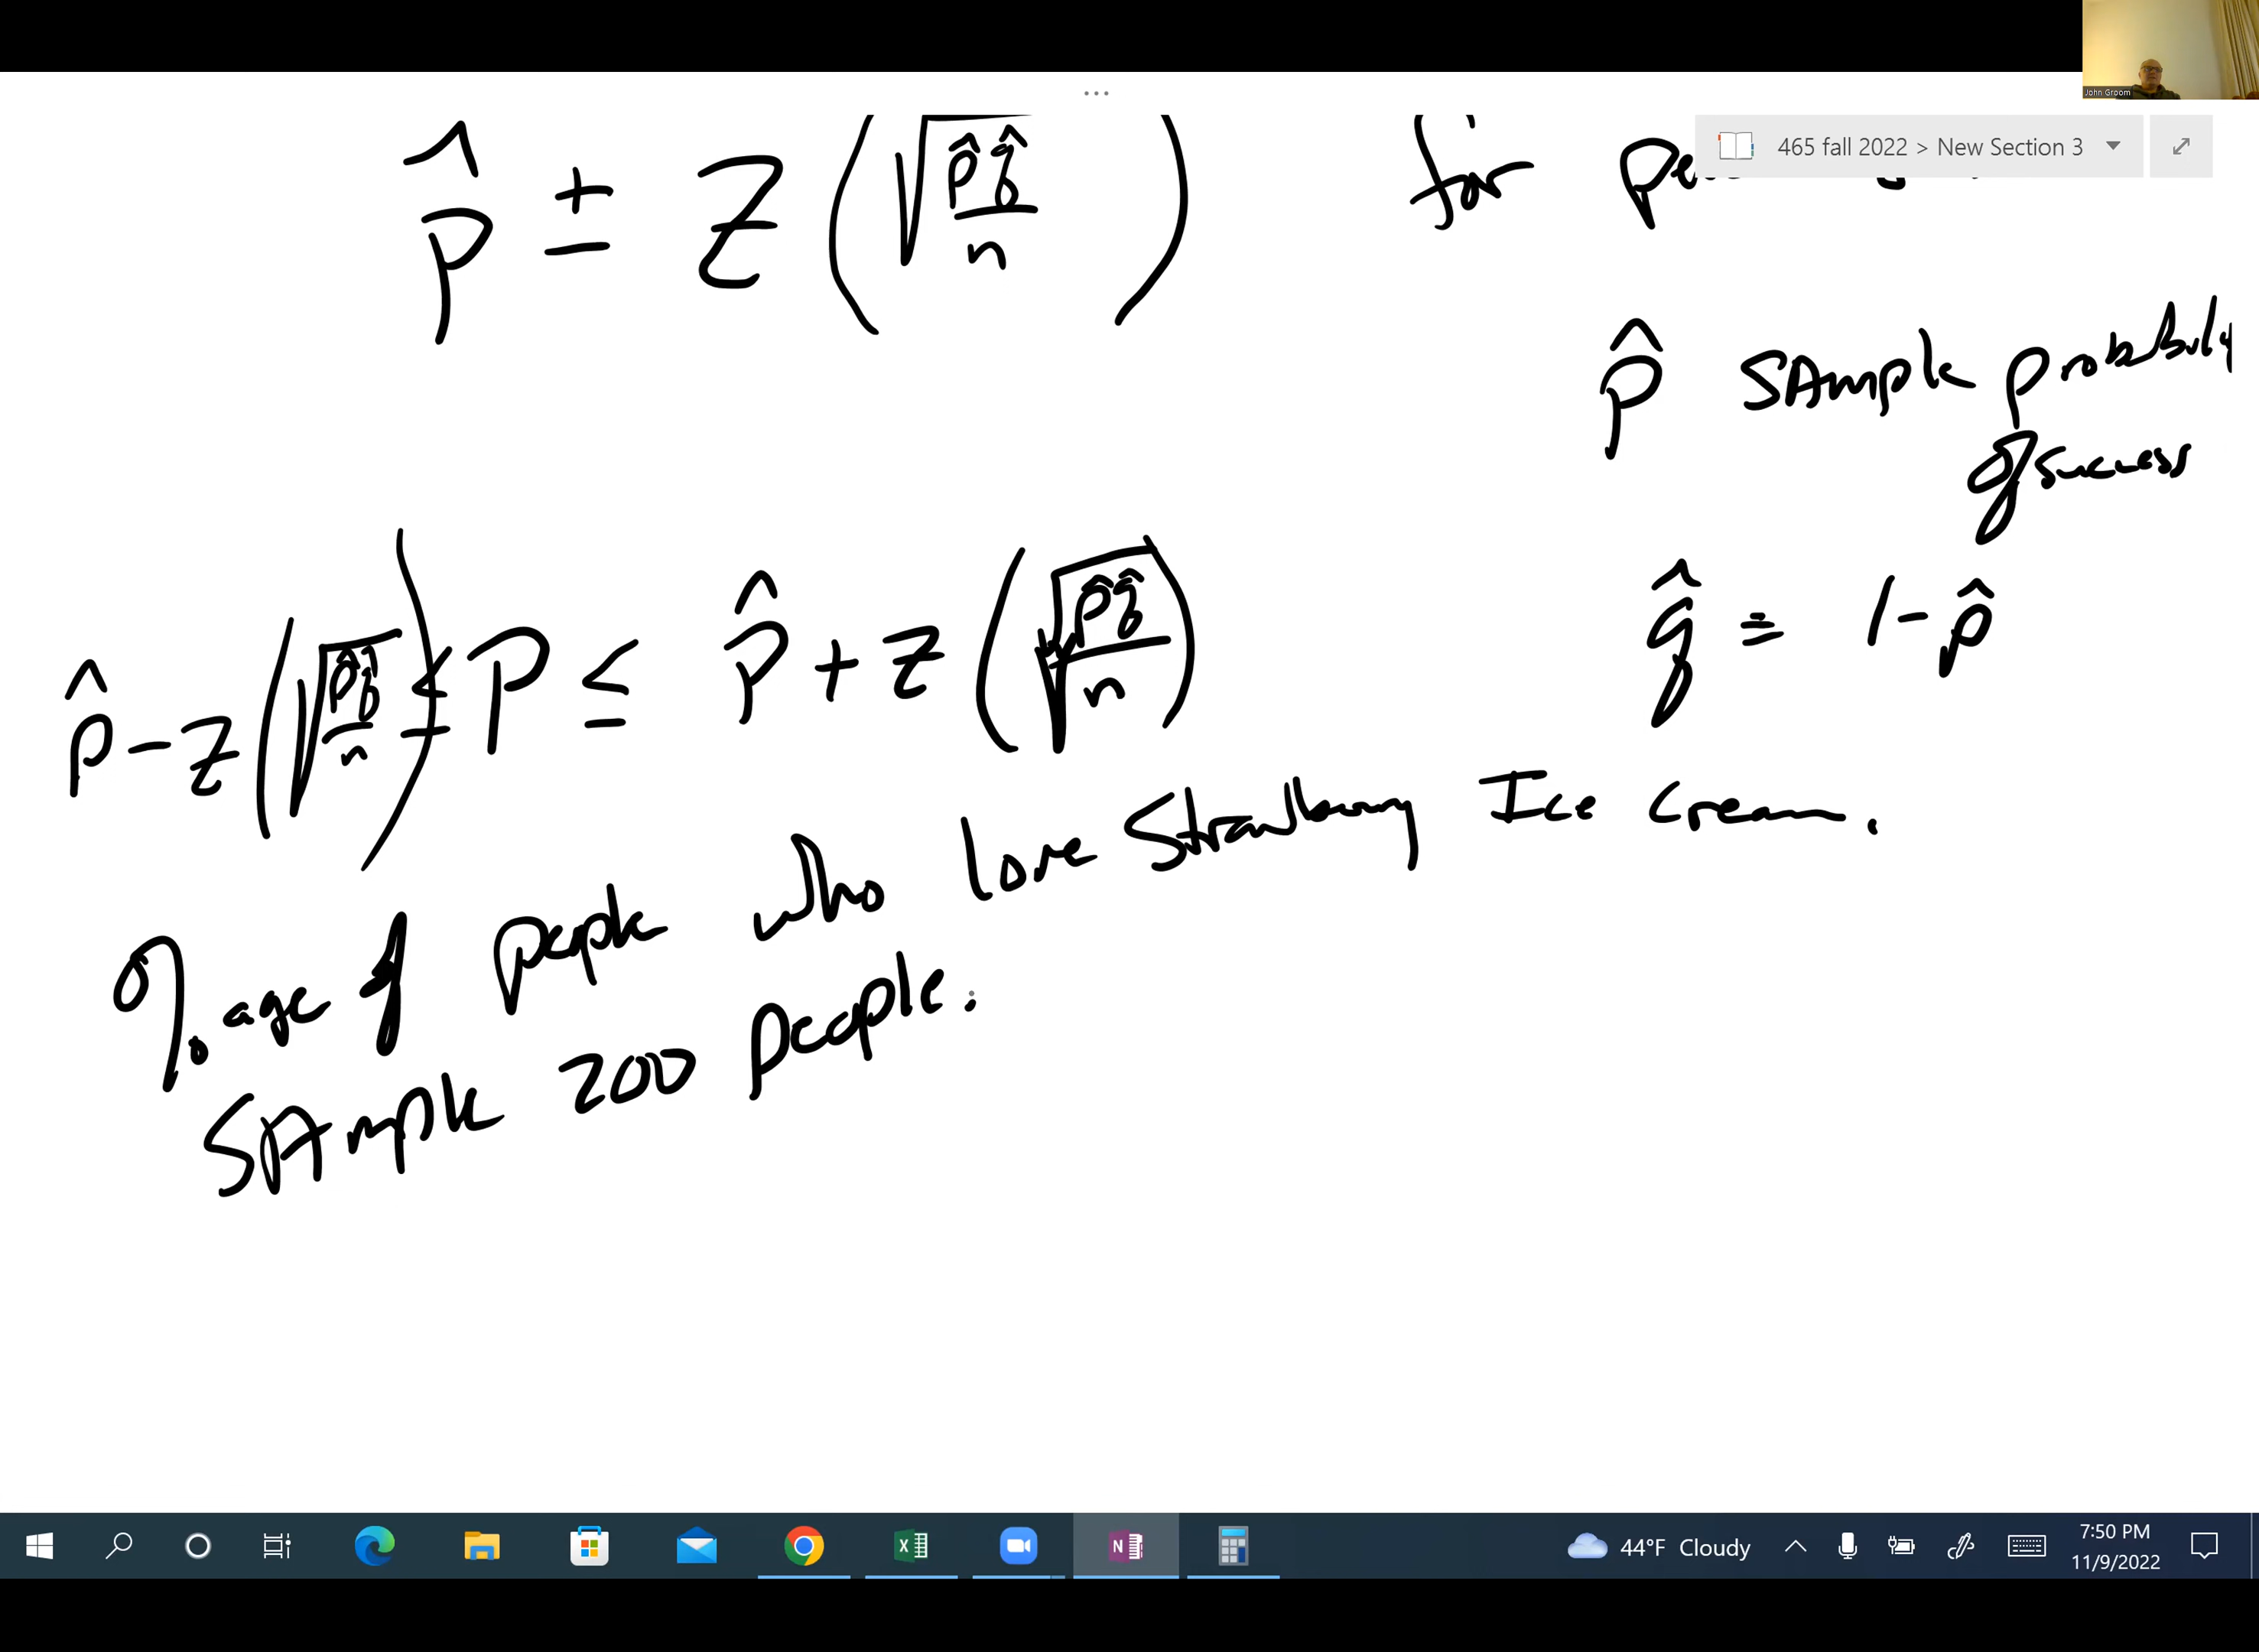 John Groom
465 fall 2022 > New Section 3
p̂ ± Z(√(p̂q̂/n)) for
p̂ SAmple probability
of success
p̂ - z(√(p̂q̂/n)) ≤ P ≤ p̂ + z(√(p̂q̂/n))
q̂ = 1 - p̂
%age of people who love Strawberry Ice Cream.
SAmple 200 people.
44°F Cloudy
7:50 PM
11/9/2022